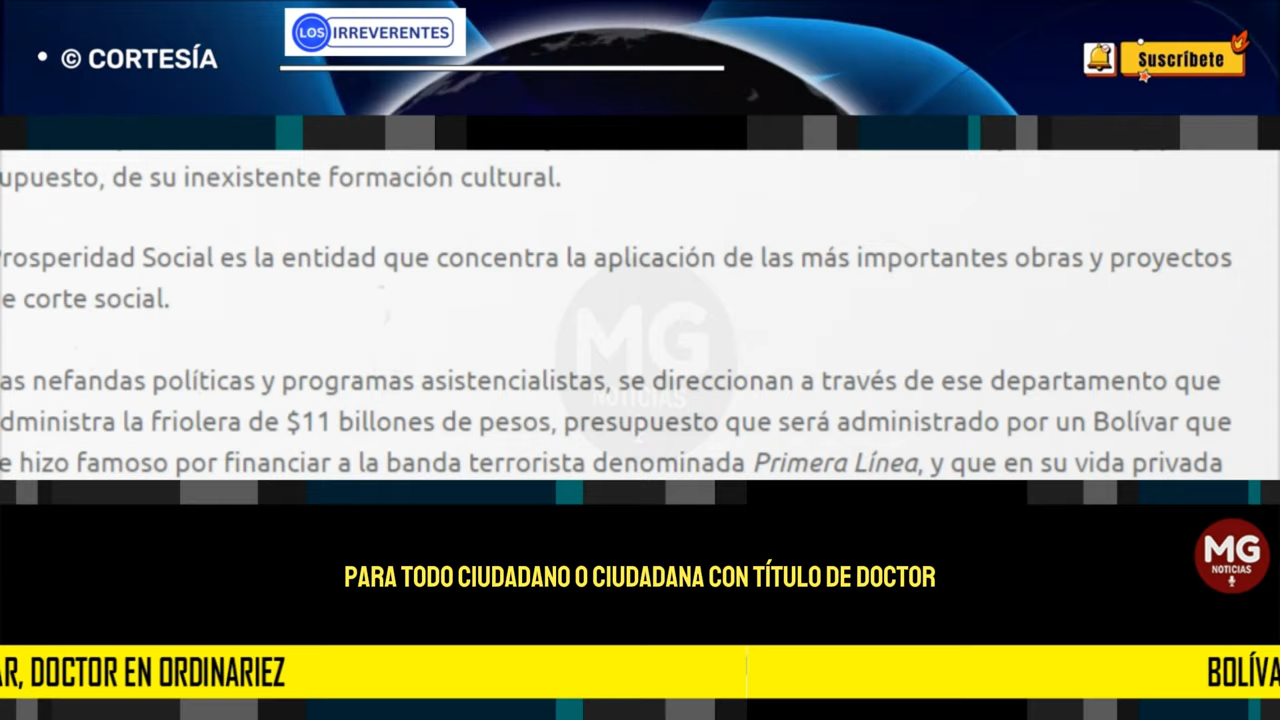 • © CORTESÍA
LOS IRREVERENTES
Suscríbete
upuesto, de su inexistente formación cultural.
rosperidad Social es la entidad que concentra la aplicación de las más importantes obras y proyectos
e corte social.
as nefandas políticas y programas asistencialistas, se direccionan a través de ese departamento que
dministra la friolera de $11 billones de pesos, presupuesto que será administrado por un Bolívar que
e hizo famoso por financiar a la banda terrorista denominada Primera Línea, y que en su vida privada
MG
NOTICIAS
PARA TODO CIUDADANO O CIUDADANA CON TÍTULO DE DOCTOR
MG
NOTICIAS
AR, DOCTOR EN ORDINARIEZ
BOLÍVA